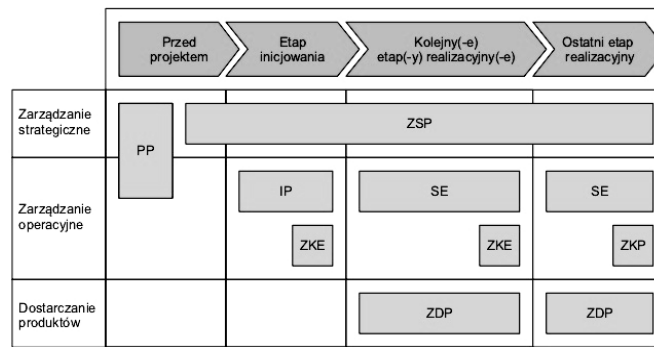 Przed
projektem
Etap
inicjowania
Kolejny(-e)
etap(-y) realizacyjny(-e)
Ostatni etap
realizacyjny
Zarządzanie
strategiczne
PP
ZSP
Zarządzanie
operacyjne
IP
SE
SE
ZKE
ZKE
ZKP
Dostarczanie
produktów
ZDP
ZDP